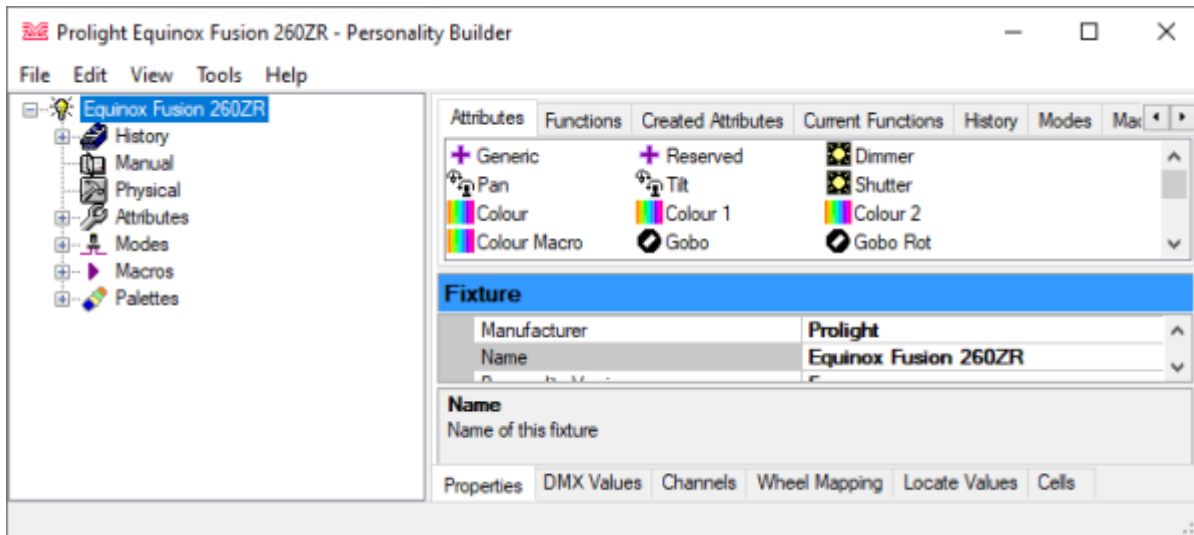 Prolight Equinox Fusion 260ZR - Personality Builder
File Edit View Tools Help
Equinox Fusion 260ZR
History
Manual
Physical
Attributes
Modes
Macros
Palettes
Attributes Functions Created Attributes Current Functions History Modes
Generic Reserved Dimmer
Pan Tilt Shutter
Colour Colour 1 Colour 2
Colour Macro Gobo Gobo Rot
Fixture
Manufacturer Prolight
Name Equinox Fusion 260ZR
Name
Name of this fixture
Properties DMX Values Channels Wheel Mapping Locate Values Cells